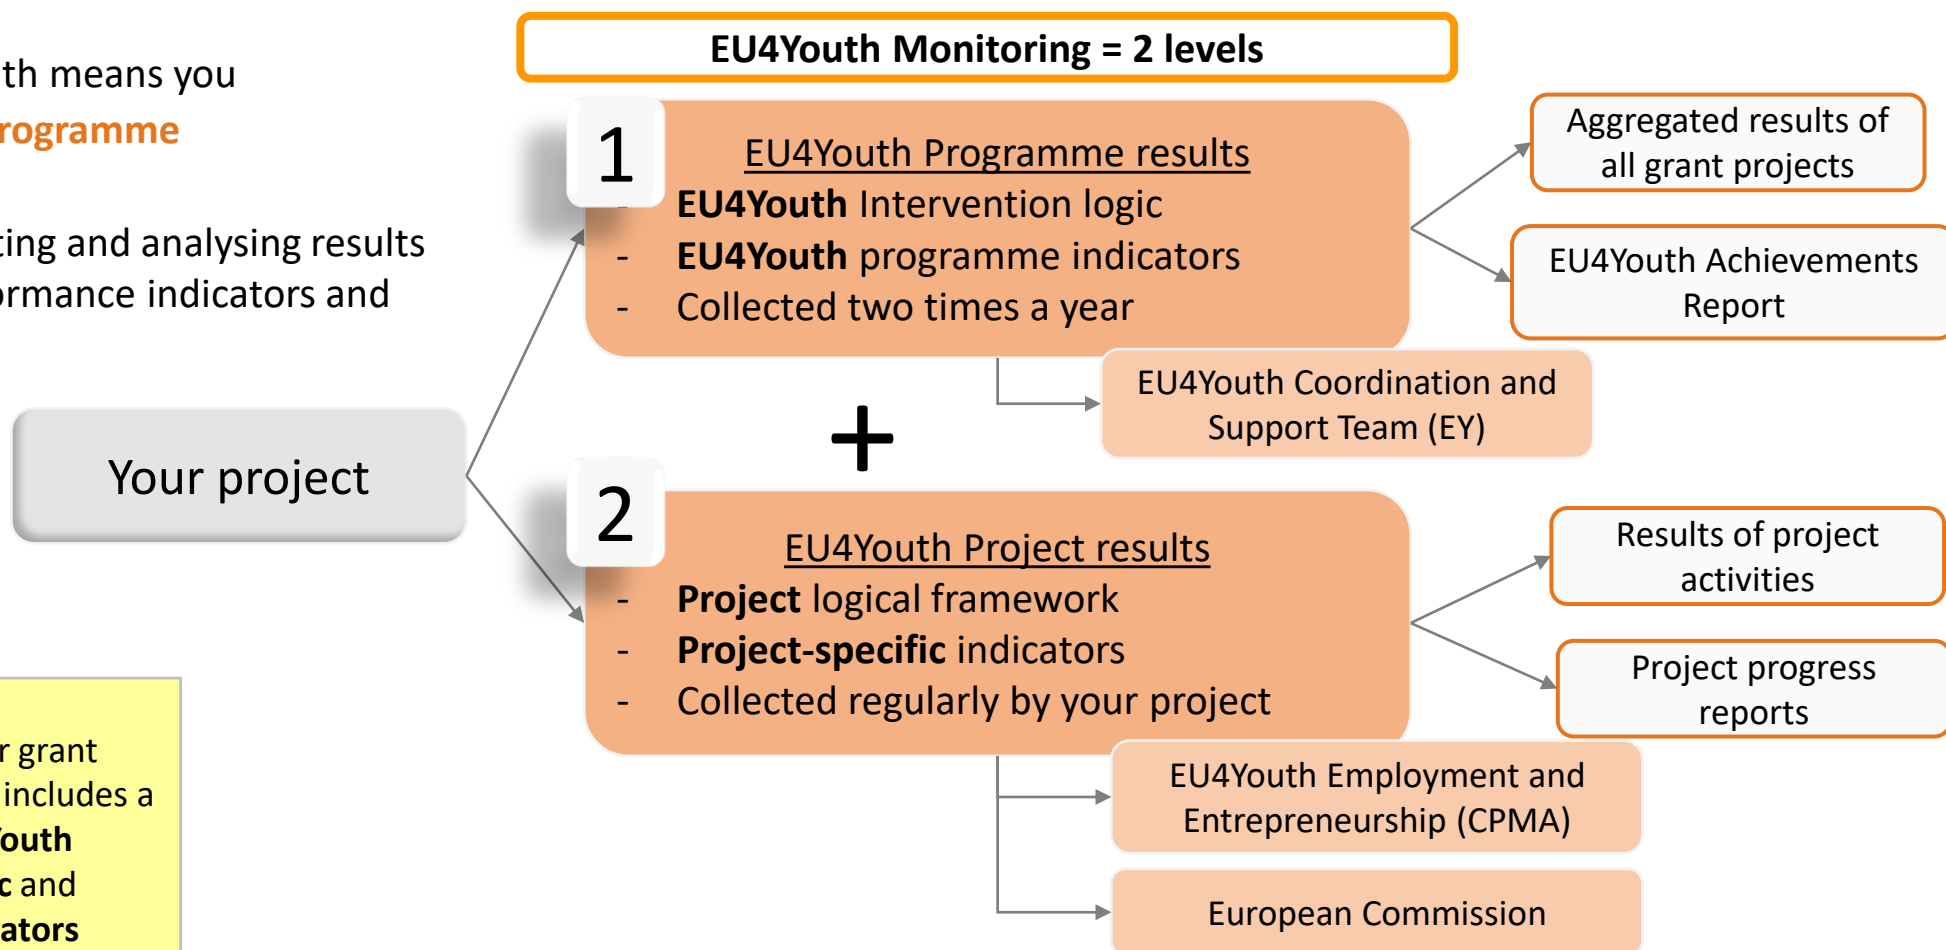 EU4Youth Monitoring = 2 levels
th means you
rogramme
ting and analysing results
ormance indicators and
1
EU4Youth Programme results
- EU4Youth Intervention logic
- EU4Youth programme indicators
- Collected two times a year
Aggregated results of
all grant projects
EU4Youth Achievements
Report
EU4Youth Coordination and
Support Team (EY)
+
Your project
2
EU4Youth Project results
- Project logical framework
- Project-specific indicators
- Collected regularly by your project
Results of project
activities
Project progress
reports
EU4Youth Employment and
Entrepreneurship (CPMA)
European Commission
r grant
includes a
outh
c and
ators